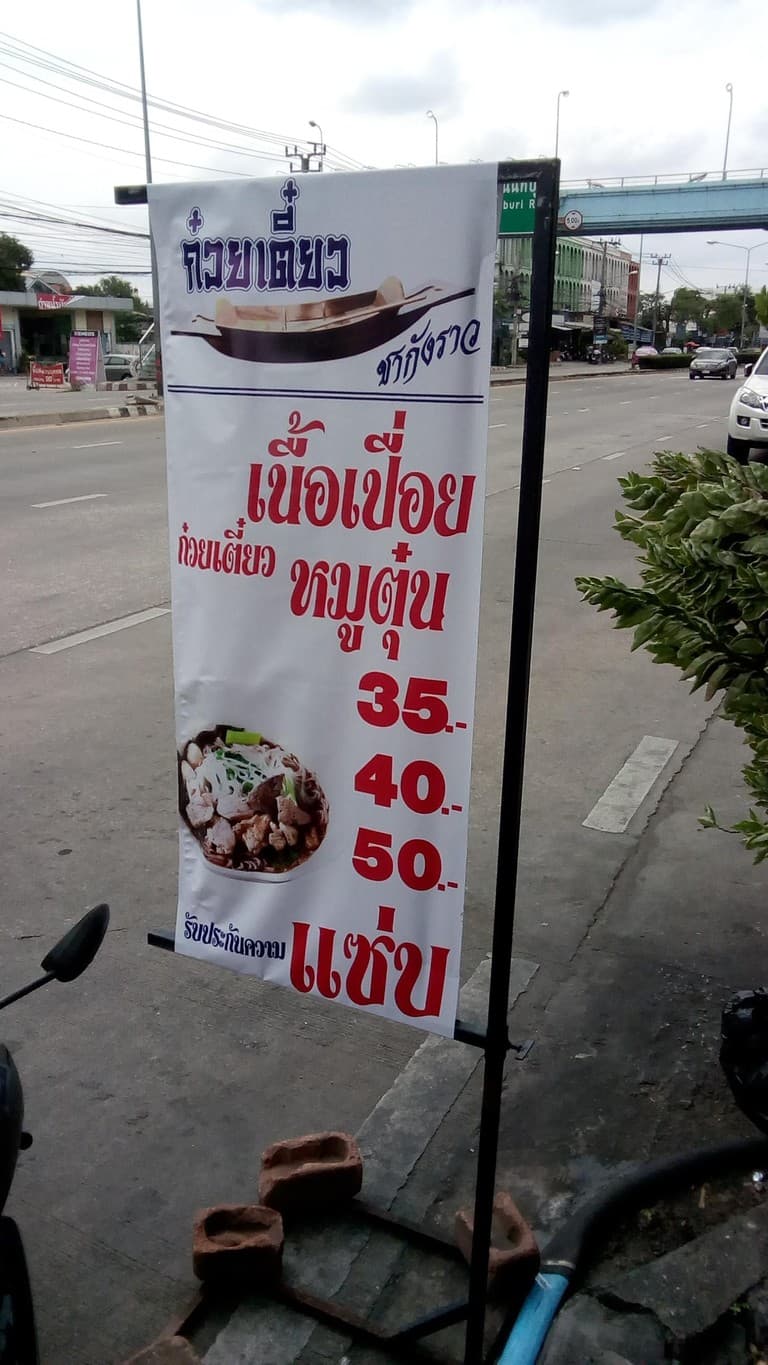 ก๋วยเตี๋ยว
ชากังราว
เนื้อเปื่อย
ก๋วยเตี๋ยว หมูตุ๋น
35.-
40.-
50.-
รับประกันความ แซ่บ
buri R